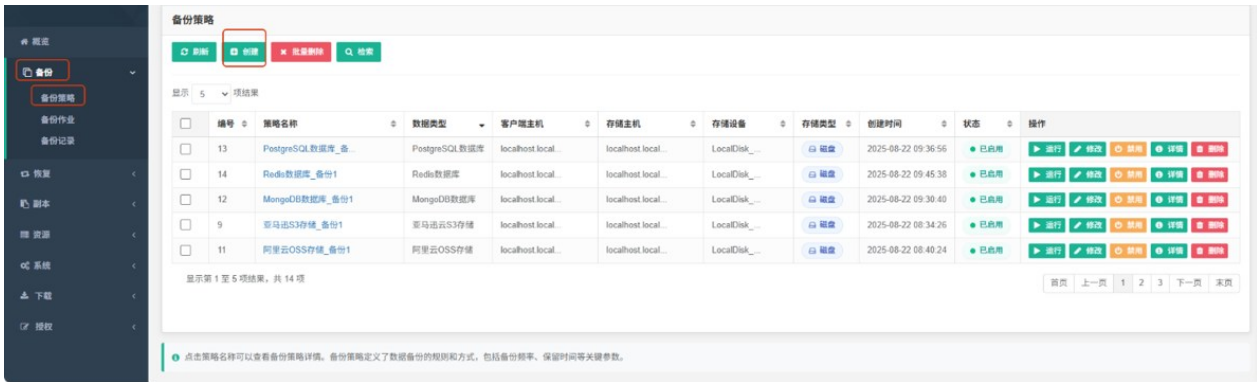 备份策略
概览
备份
备份策略
备份作业
备份记录
恢复
副本
资源
系统
下载
授权
刷新 创建 批量删除 检索
显示 5 项结果
编号 策略名称 数据类型 客户端主机 存储主机 存储设备 存储类型 创建时间 状态 操作
13 PostgreSQL数据库_备... PostgreSQL数据库 localhost.local... localhost.local... LocalDisk_... 磁盘 2025-08-22 09:36:56 已启用 运行 修改 禁用 详情 删除
14 Redis数据库_备份1 Redis数据库 localhost.local... localhost.local... LocalDisk_... 磁盘 2025-08-22 09:45:38 已启用 运行 修改 禁用 详情 删除
12 MongoDB数据库_备份1 MongoDB数据库 localhost.local... localhost.local... LocalDisk_... 磁盘 2025-08-22 09:30:40 已启用 运行 修改 禁用 详情 删除
9 亚马逊S3存储_备份1 亚马逊云S3存储 localhost.local... localhost.local... LocalDisk_... 磁盘 2025-08-22 08:34:26 已启用 运行 修改 禁用 详情 删除
11 阿里云OSS存储_备份1 阿里云OSS存储 localhost.local... localhost.local... LocalDisk_... 磁盘 2025-08-22 08:40:24 已启用 运行 修改 禁用 详情 删除
显示第 1 至 5 项结果，共 14 项
首页 上一页 1 2 3 下一页 末页
点击策略名称可以查看备份策略详情。备份策略定义了数据备份的规则和方式，包括备份频率、保留时间等关键参数。